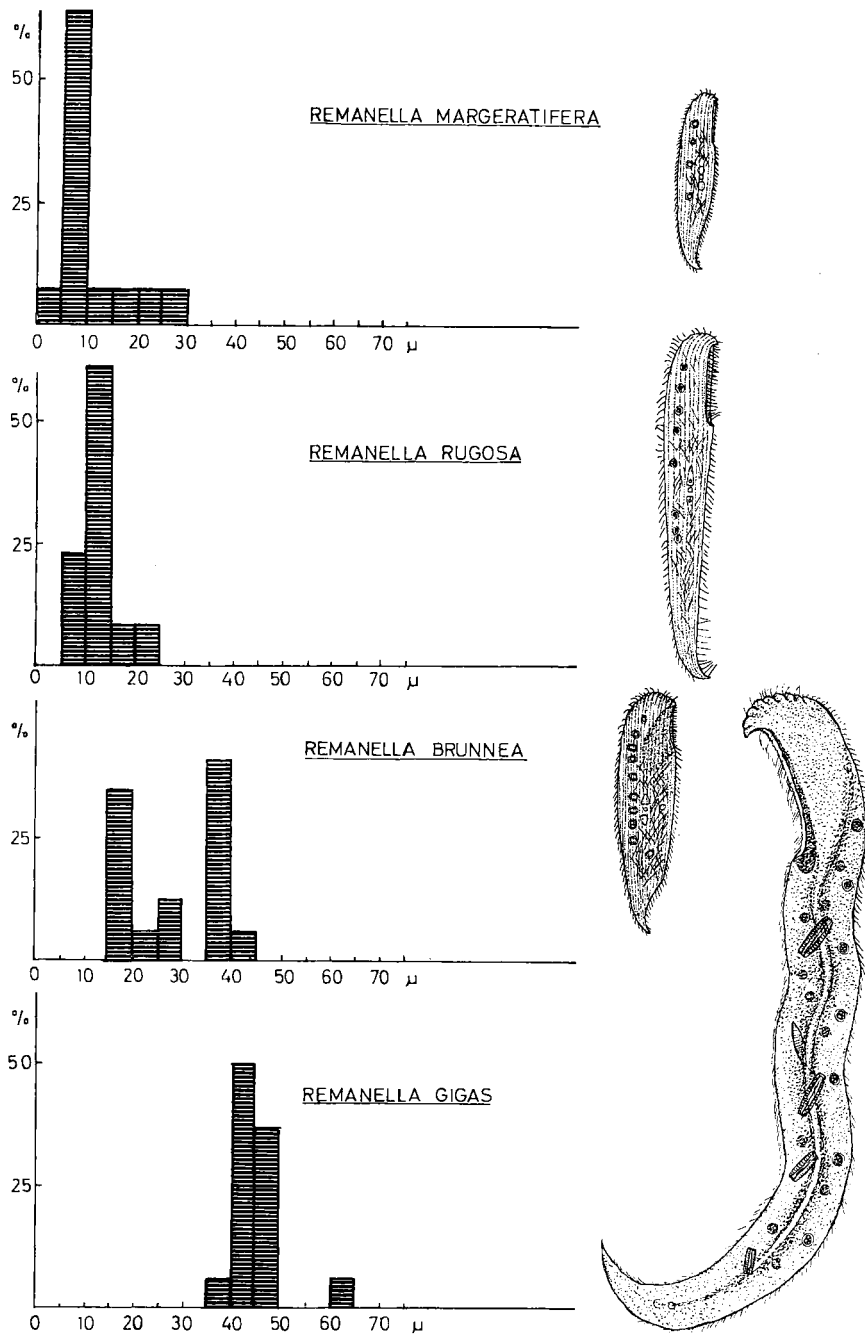 %
50
REMANELLA MARGERATIFERA
25
0 10 20 30 40 50 60 70 μ
%
50
REMANELLA RUGOSA
25
0 10 20 30 40 50 60 70 μ
%
REMANELLA BRUNNEA
25
0 10 20 30 40 50 60 70 μ
%
50
REMANELLA GIGAS
25
0 10 20 30 40 50 60 70 μ